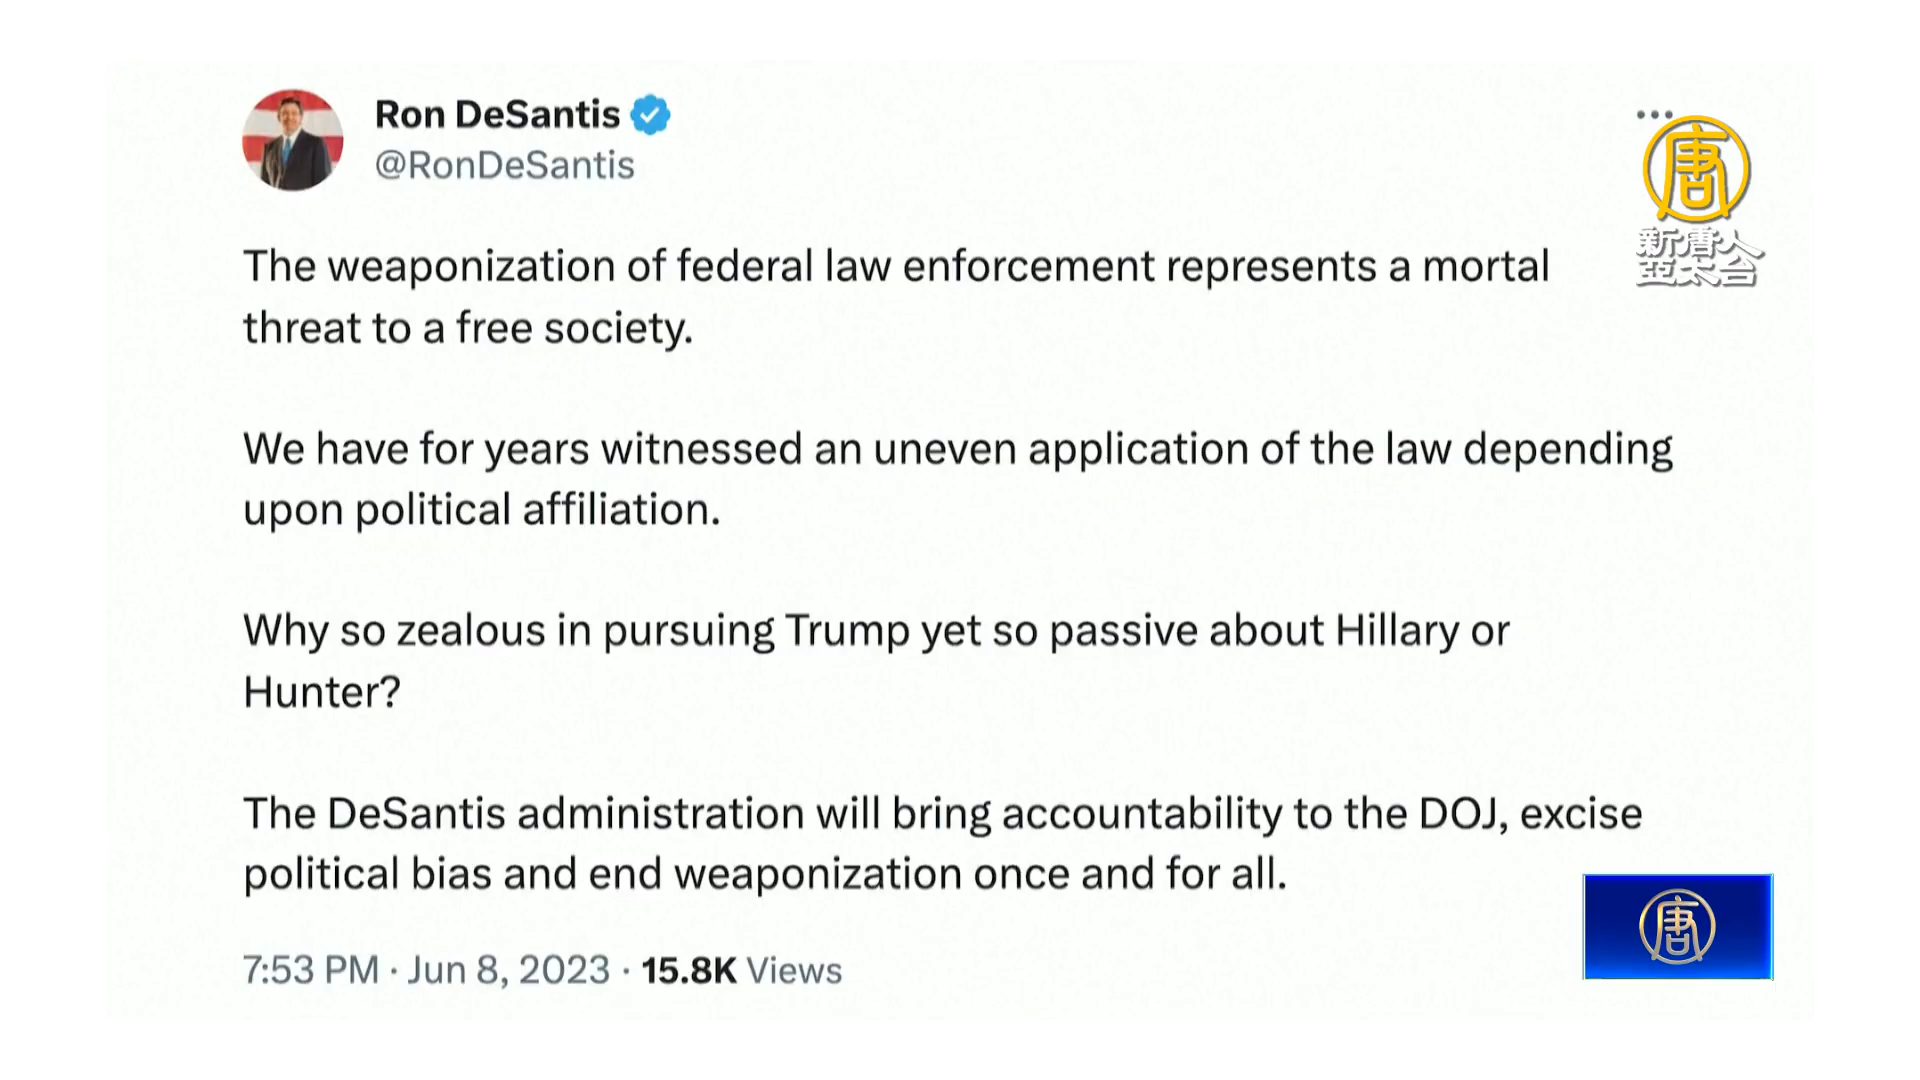 Ron DeSantis
@RonDeSantis
唐
新唐人
亞太台
The weaponization of federal law enforcement represents a mortal
threat to a free society.
We have for years witnessed an uneven application of the law depending
upon political affiliation.
Why so zealous in pursuing Trump yet so passive about Hillary or
Hunter?
The DeSantis administration will bring accountability to the DOJ, excise
political bias and end weaponization once and for all.
唐
7:53 PM · Jun 8, 2023 · 15.8K Views